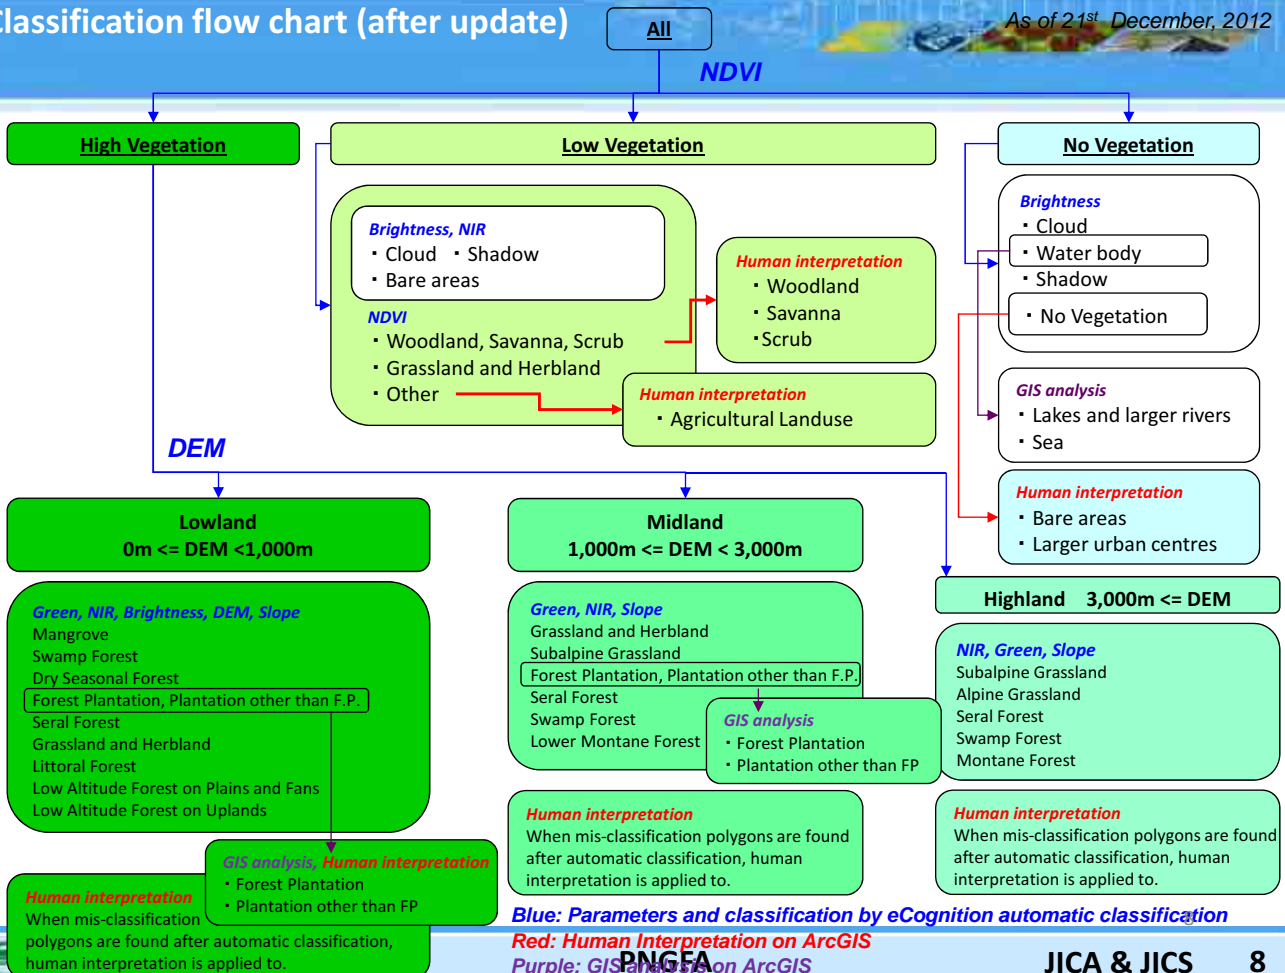 Classification flow chart (after update)
All
As of 21st December, 2012
NDVI
High Vegetation
Low Vegetation
No Vegetation
Brightness, NIR
・Cloud ・Shadow
・Bare areas
NDVI
・Woodland, Savanna, Scrub
・Grassland and Herbland
・Other
Human interpretation
・Woodland
・Savanna
・Scrub
Human interpretation
・Agricultural Landuse
Brightness
・Cloud
・Water body
・Shadow
・No Vegetation
GIS analysis
・Lakes and larger rivers
・Sea
Human interpretation
・Bare areas
・Larger urban centres
DEM
Lowland
0m <= DEM <1,000m
Green, NIR, Brightness, DEM, Slope
Mangrove
Swamp Forest
Dry Seasonal Forest
Forest Plantation, Plantation other than F.P.
Seral Forest
Grassland and Herbland
Littoral Forest
Low Altitude Forest on Plains and Fans
Low Altitude Forest on Uplands
GIS analysis, Human interpretation
・Forest Plantation
・Plantation other than FP
Human interpretation
When mis-classification
polygons are found after automatic classification,
human interpretation is applied to.
Midland
1,000m <= DEM < 3,000m
Green, NIR, Slope
Grassland and Herbland
Subalpine Grassland
Forest Plantation, Plantation other than F.P.
Seral Forest
Swamp Forest
Lower Montane Forest
GIS analysis
・Forest Plantation
・Plantation other than FP
Human interpretation
When mis-classification polygons are found
after automatic classification, human
interpretation is applied to.
Highland 3,000m <= DEM
NIR, Green, Slope
Subalpine Grassland
Alpine Grassland
Seral Forest
Swamp Forest
Montane Forest
Human interpretation
When mis-classification polygons are found
after automatic classification, human
interpretation is applied to.
Blue: Parameters and classification by eCognition automatic classification
8
Red: Human Interpretation on ArcGIS
Purple: GIS analysis on ArcGIS
PNGFA
JICA & JICS 8